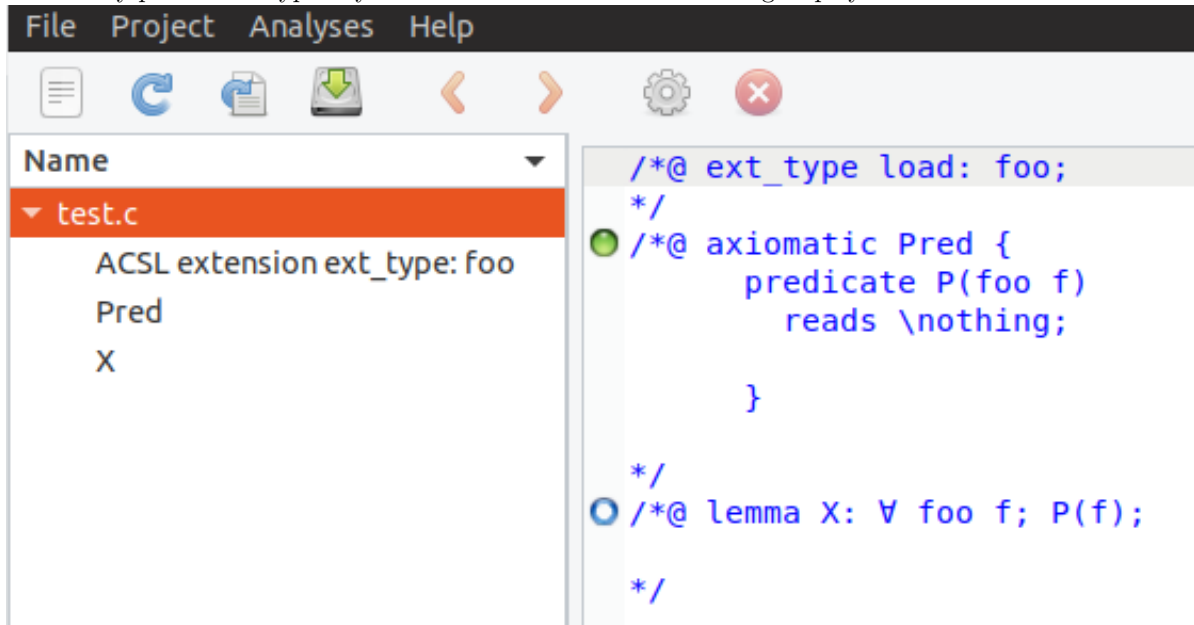 File Project Analyses Help
Name
test.c
ACSL extension ext_type: foo
Pred
X
/*@ ext_type load: foo;
*/
/*@ axiomatic Pred {
predicate P(foo f)
reads \nothing;
}
*/
/*@ lemma X: ∀ foo f; P(f);
*/